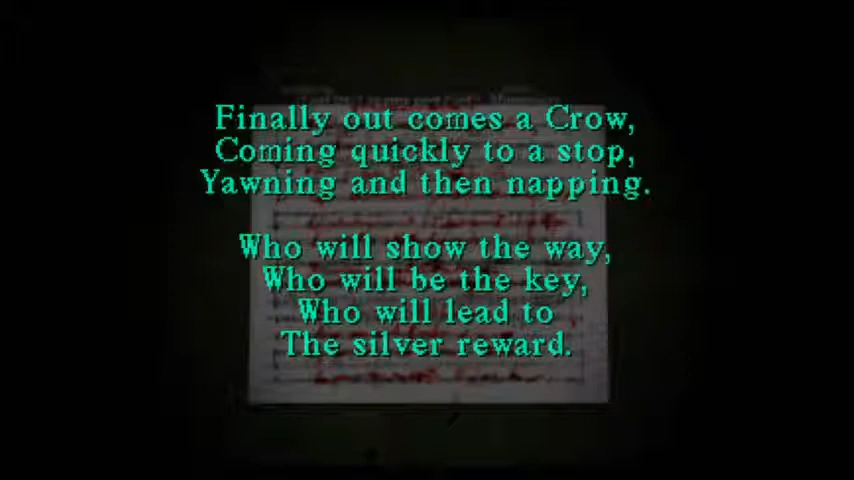 Finally out comes a Crow,
Coming quickly to a stop,
Yawning and then napping.
Who will show the way,
Who will be the key,
Who will lead to
The silver reward.